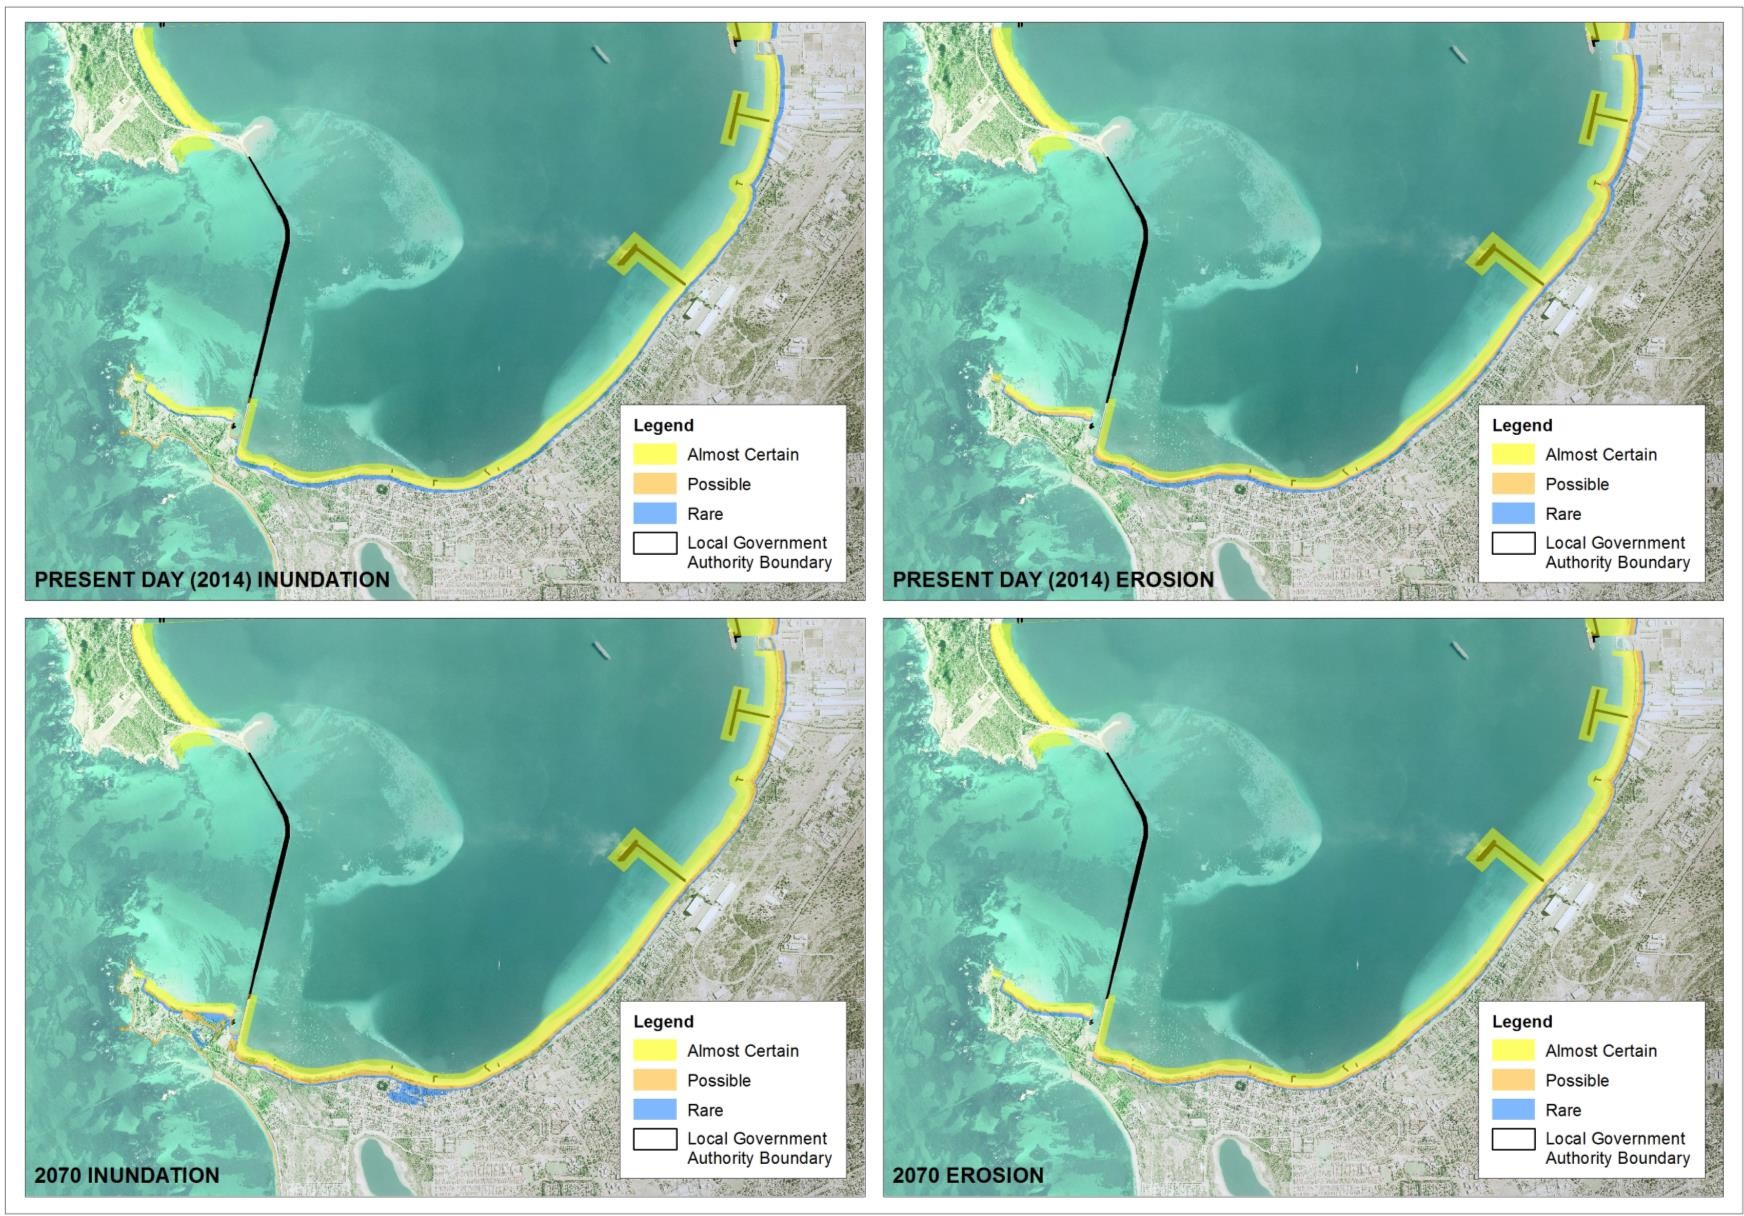 Legend
Almost Certain
Possible
Rare
Local Government
Authority Boundary
PRESENT DAY (2014) INUNDATION
Legend
Almost Certain
Possible
Rare
Local Government
Authority Boundary
PRESENT DAY (2014) EROSION
Legend
Almost Certain
Possible
Rare
Local Government
Authority Boundary
2070 INUNDATION
Legend
Almost Certain
Possible
Rare
Local Government
Authority Boundary
2070 EROSION